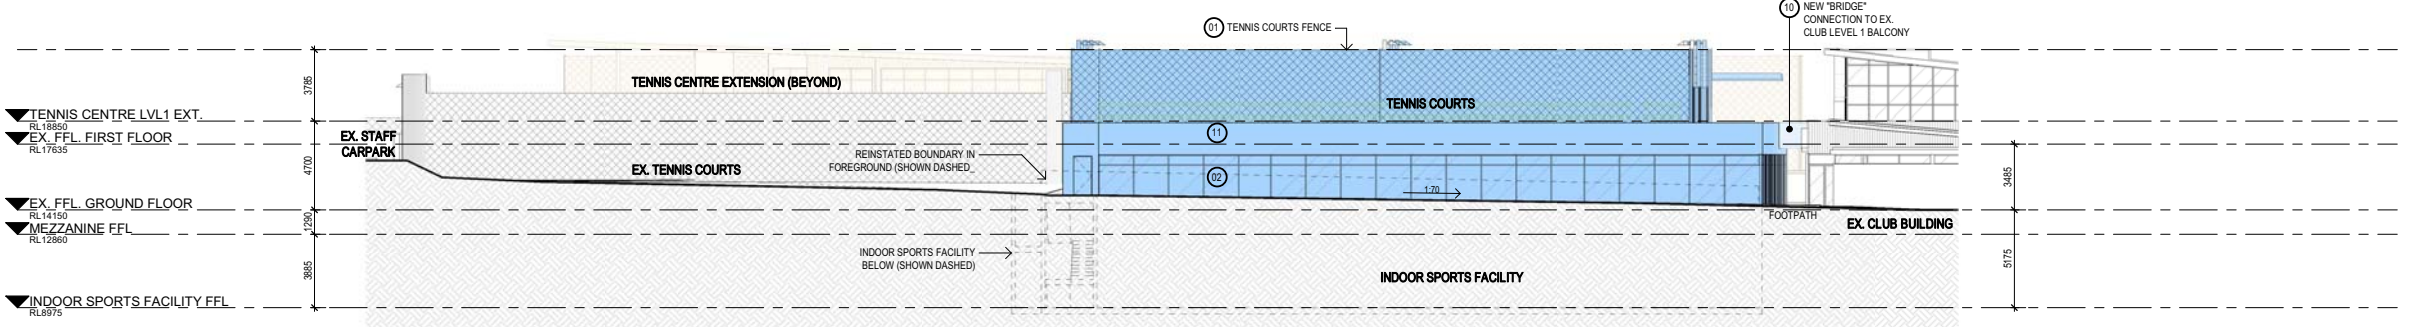 10
NEW "BRIDGE"
CONNECTION TO EX.
CLUB LEVEL 1 BALCONY
01
TENNIS COURTS FENCE
TENNIS CENTRE EXTENSION (BEYOND)
3785
TENNIS COURTS
TENNIS CENTRE LVL1 EXT.
RL18850
EX. FFL. FIRST FLOOR
RL17635
EX. STAFF
CARPARK
4700
11
REINSTATED BOUNDARY IN
FOREGROUND (SHOWN DASHED_
EX. TENNIS COURTS
02
1:70
3485
EX. FFL. GROUND FLOOR
RL14150
1290
FOOTPATH
EX. CLUB BUILDING
MEZZANINE FFL
RL12860
INDOOR SPORTS FACILITY
BELOW (SHOWN DASHED)
3885
INDOOR SPORTS FACILITY
5175
INDOOR SPORTS FACILITY FFL
RL8975